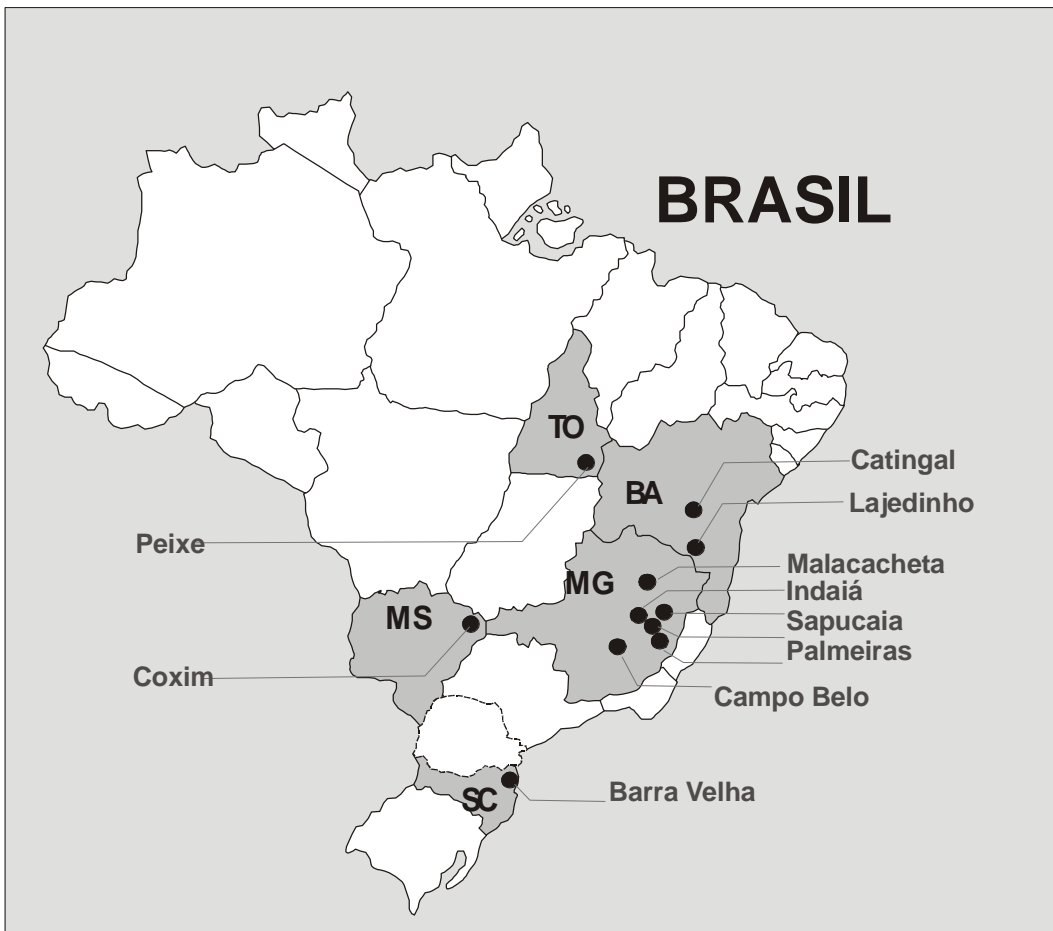 BRASIL
TO
Catingal
BA
Lajedinho
Peixe
Malacacheta
MG
Indaiá
MS
Sapucaia
Palmeiras
Coxim
Campo Belo
Barra Velha
SC